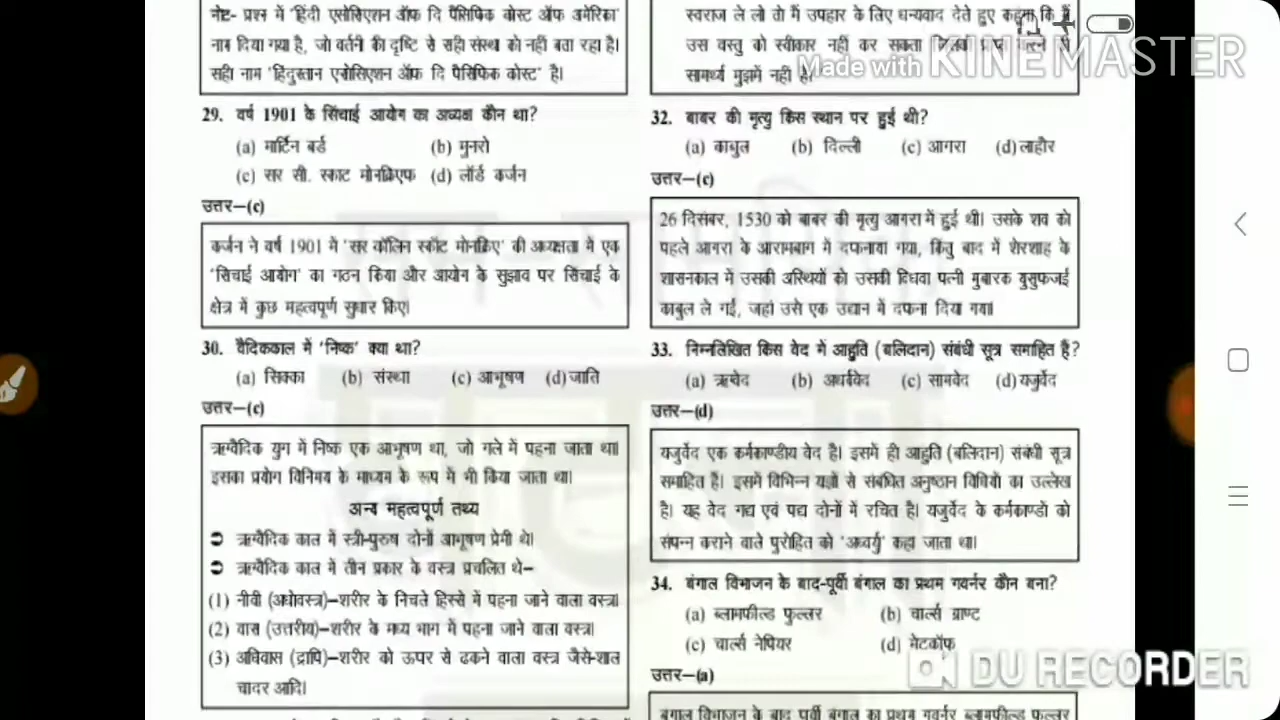 नोट- प्रश्न में 'हिंदी एसोसिएशन ऑफ दि पैसिफिक कोस्ट ऑफ अमेरिका'
नाम दिया गया है, जो वर्तनी की दृष्टि से सही संस्था को नहीं बता रहा है।
सही नाम 'हिंदुस्तान एसोसिएशन ऑफ दि पैसिफिक कोस्ट' है।
29. वर्ष 1901 के सिंचाई आयोग का अध्यक्ष कौन था?
(a) मार्टिन बर्ड (b) मुनरो
(c) सर सी. स्काट मोनक्रिएफ (d) लॉर्ड कर्जन
उत्तर–(c)
कर्जन ने वर्ष 1901 में 'सर कॉलिन स्कॉट मोनक्रिए' की अध्यक्षता में एक
'सिंचाई आयोग' का गठन किया और आयोग के सुझाव पर सिंचाई के
क्षेत्र में कुछ महत्वपूर्ण सुधार किए।
30. वैदिककाल में 'निष्क' क्या था?
(a) सिक्का (b) संस्था (c) आभूषण (d) जाति
उत्तर–(c)
ऋग्वैदिक युग में निष्क एक आभूषण था, जो गले में पहना जाता था।
इसका प्रयोग विनिमय के माध्यम के रूप में भी किया जाता था।
अन्य महत्वपूर्ण तथ्य
➲ ऋग्वैदिक काल में स्त्री-पुरुष दोनों आभूषण प्रेमी थे।
➲ ऋग्वैदिक काल में तीन प्रकार के वस्त्र प्रचलित थे–
(1) नीवी (अधोवस्त्र)–शरीर के निचले हिस्से में पहना जाने वाला वस्त्र।
(2) वास (उत्तरीय)–शरीर के मध्य भाग में पहना जाने वाला वस्त्र।
(3) अधिवास (द्रापि)–शरीर को ऊपर से ढकने वाला वस्त्र जैसे-शाल
चादर आदि।
स्वराज ले लो तो मैं उपहार के लिए धन्यवाद देते हुए कहूंगा कि मैं
उस वस्तु को स्वीकार नहीं कर सकता
सामर्थ्य मुझमें नहीं है।
Made with KINEMASTER
32. बाबर की मृत्यु किस स्थान पर हुई थी?
(a) काबुल (b) दिल्ली (c) आगरा (d) लाहौर
उत्तर–(c)
26 दिसंबर, 1530 को बाबर की मृत्यु आगरा में हुई थी। उसके शव को
पहले आगरा के आरामबाग में दफनाया गया, किंतु बाद में शेरशाह के
शासनकाल में उसकी अस्थियों को उसकी विधवा पत्नी मुबारक युसुफजई
काबुल ले गई, जहां उसे एक उद्यान में दफना दिया गया।
33. निम्नलिखित किस वेद में आहुति (बलिदान) संबंधी सूत्र समाहित हैं?
(a) ऋग्वेद (b) अथर्ववेद (c) सामवेद (d) यजुर्वेद
उत्तर–(d)
यजुर्वेद एक कर्मकाण्डीय वेद है। इसमें ही आहुति (बलिदान) संबंधी सूत्र
समाहित हैं। इसमें विभिन्न यज्ञों से संबंधित अनुष्ठान विधियों का उल्लेख
है। यह वेद गद्य एवं पद्य दोनों में रचित है। यजुर्वेद के कर्मकाण्डों को
संपन्न कराने वाले पुरोहित को 'अध्वर्यु' कहा जाता था।
34. बंगाल विभाजन के बाद-पूर्वी बंगाल का प्रथम गवर्नर कौन बना?
(a) ब्लामफील्ड फुल्लर (b) चार्ल्स ग्राण्ट
(c) चार्ल्स नेपियर (d) मेटकॉफ
उत्तर–(a)
बंगाल विभाजन के बाद पूर्वी बंगाल का प्रथम गवर्नर ब्लामफील्ड फुल्लर
DU RECORDER